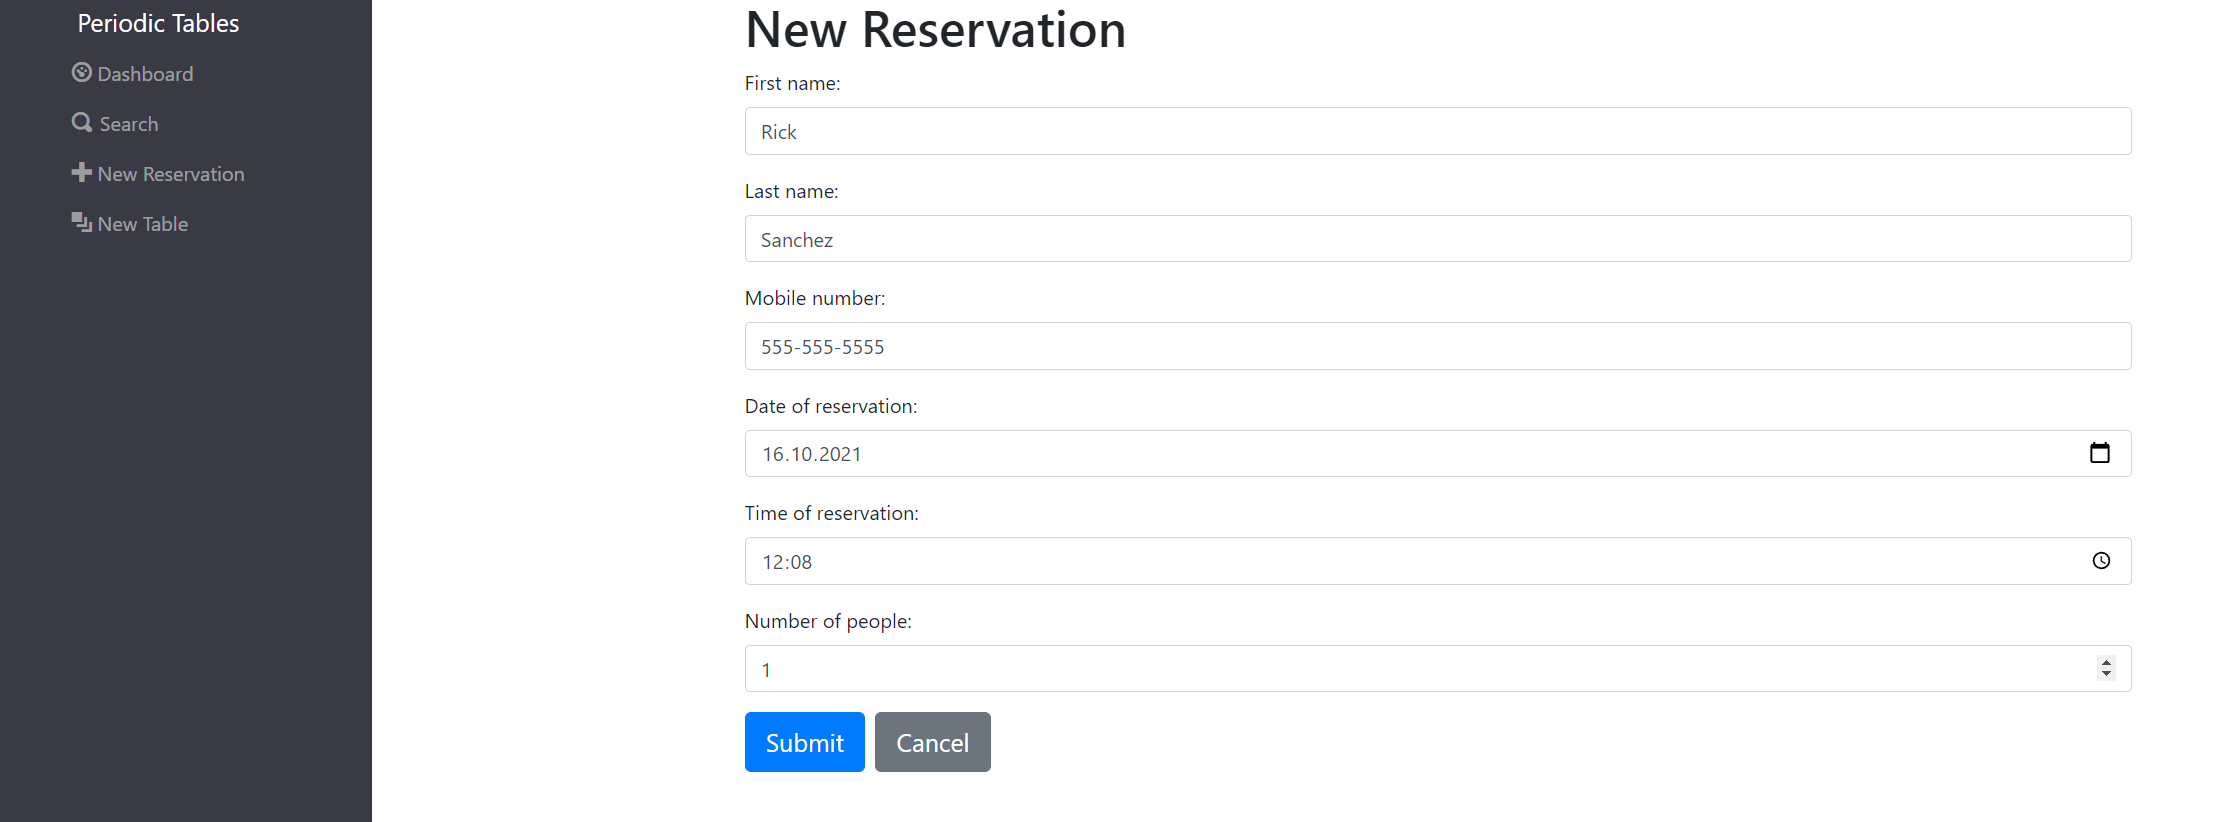 Periodic Tables
Dashboard
Search
New Reservation
New Table
New Reservation
First name:
Rick
Last name:
Sanchez
Mobile number:
555-555-5555
Date of reservation:
16.10.2021
Time of reservation:
12:08
Number of people:
1
Submit
Cancel